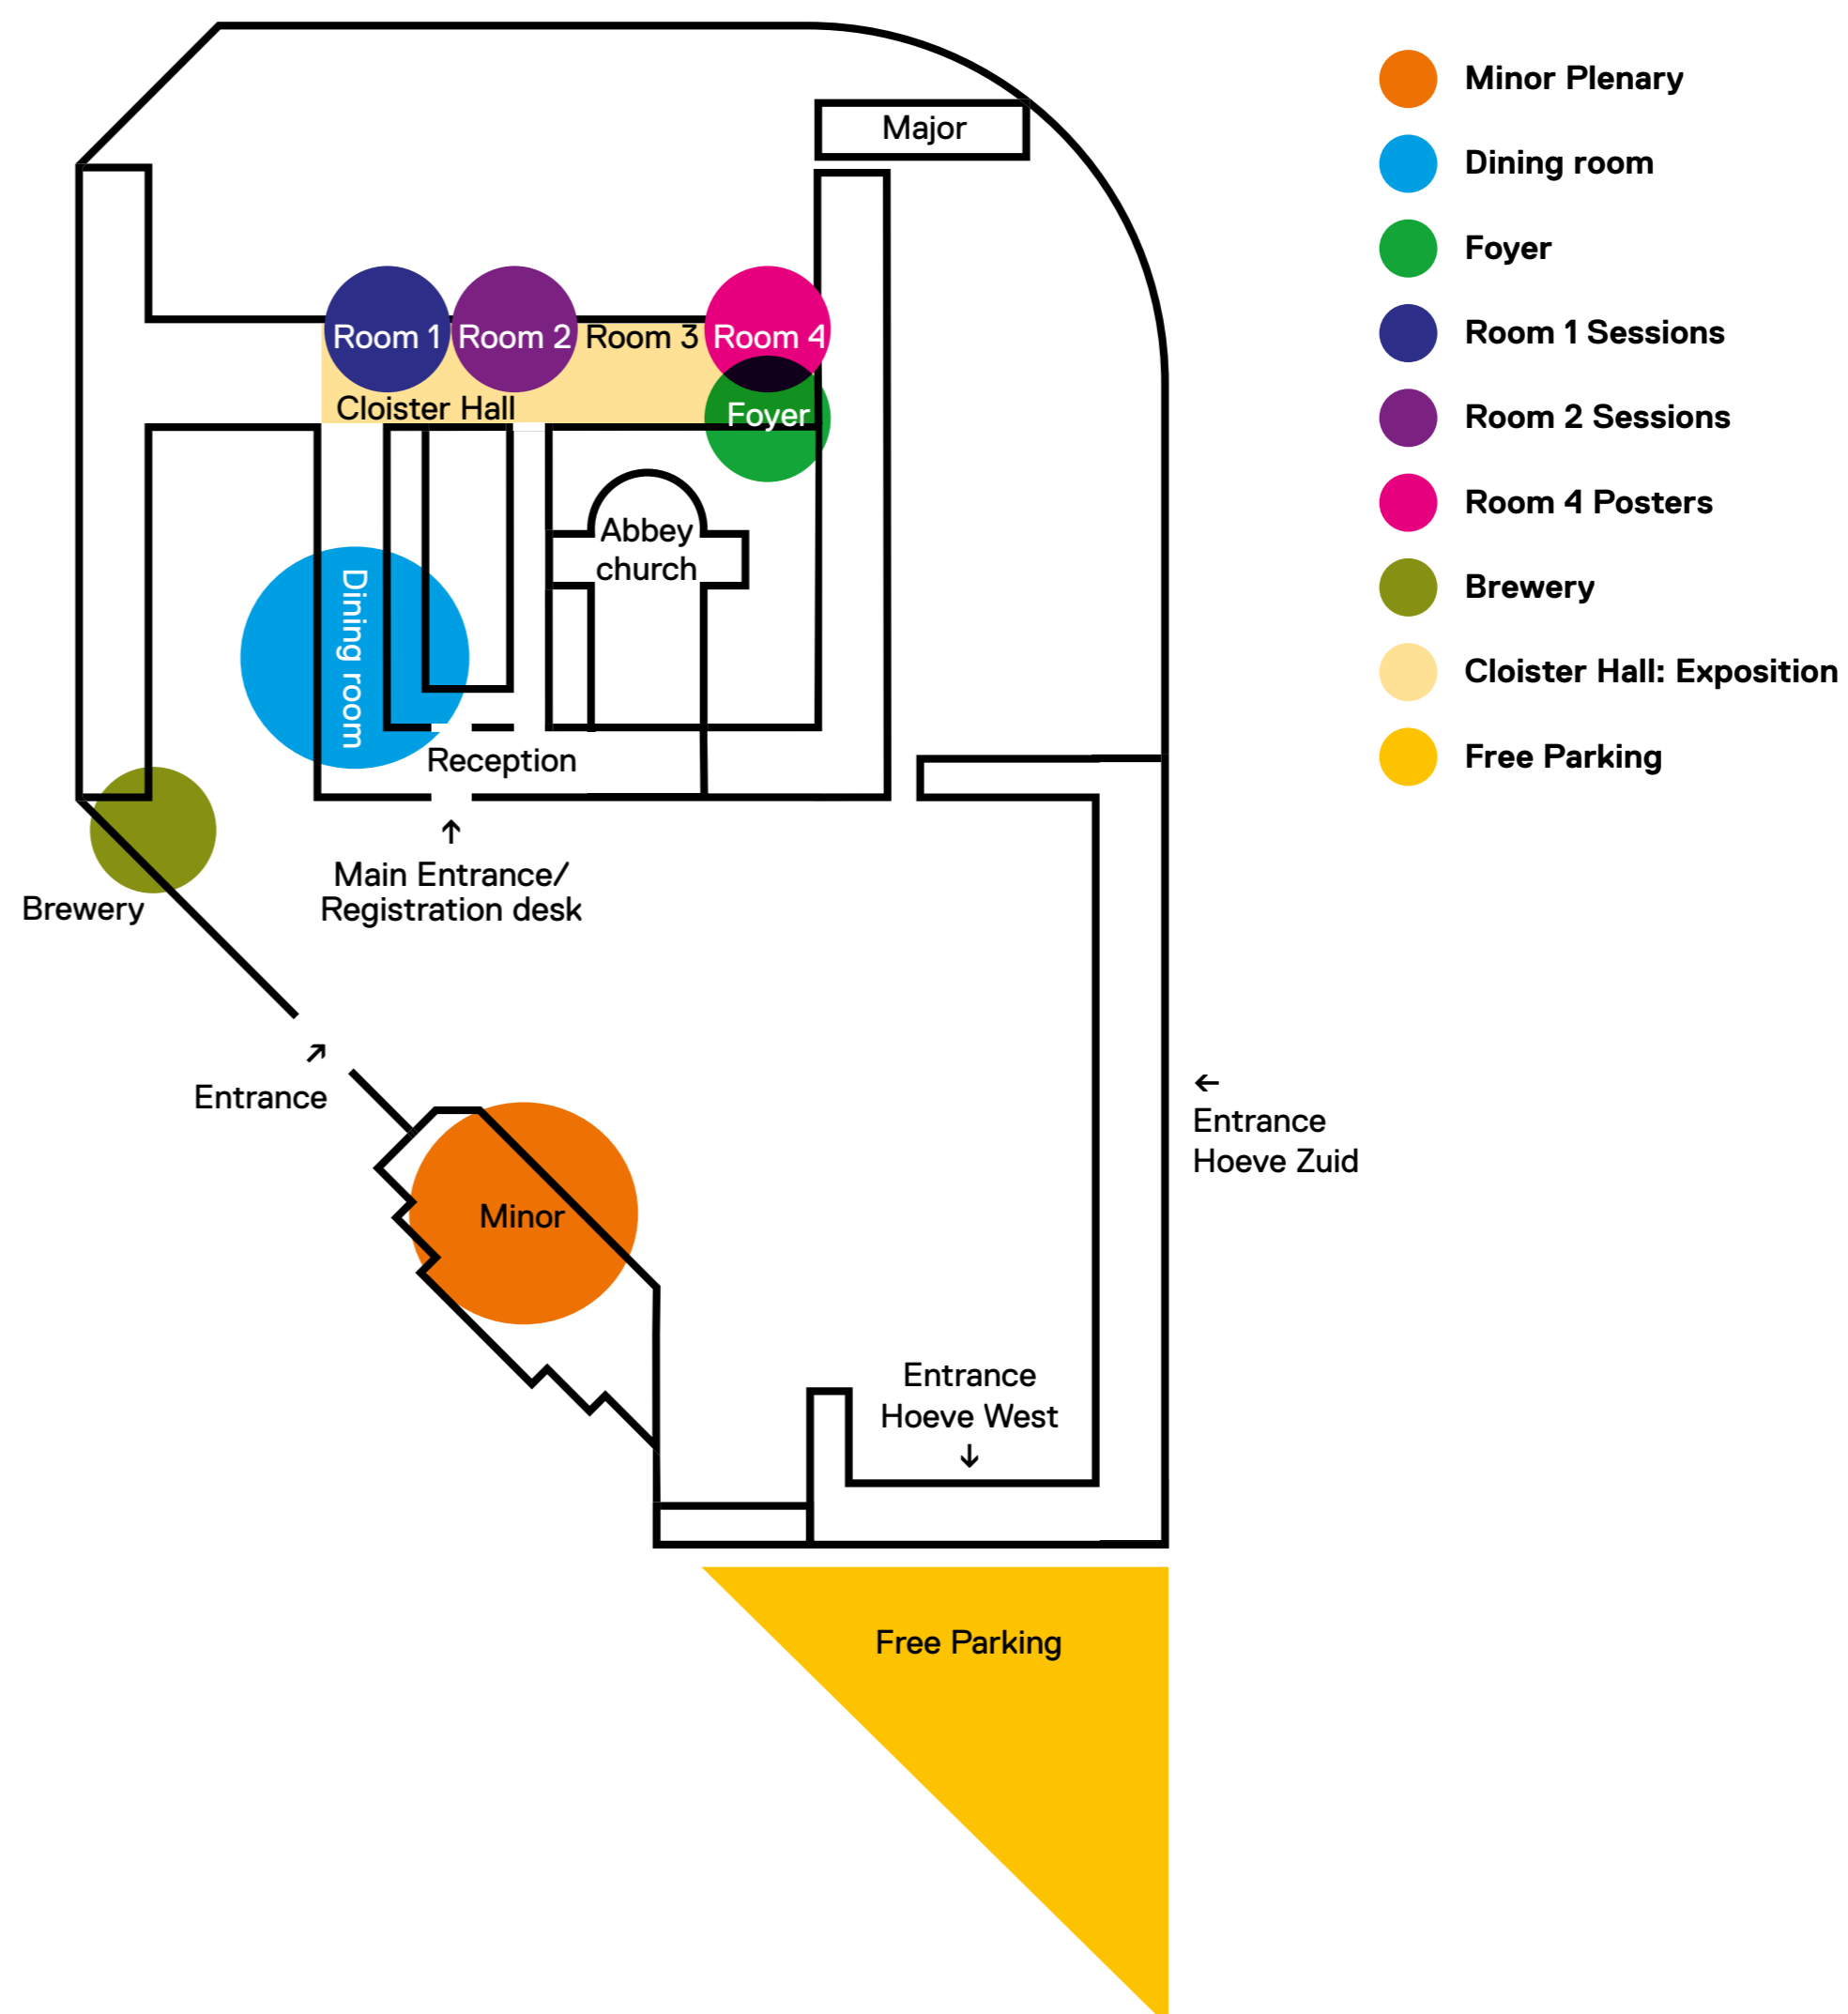 Major
Room 1
Room 2
Room 3
Room 4
Cloister Hall
Foyer
Abbey
church
Dining room
Reception
↑
Main Entrance/
Registration desk
Brewery
↗
Entrance
Minor
←
Entrance
Hoeve Zuid
Entrance
Hoeve West
↓
Free Parking
Minor Plenary
Dining room
Foyer
Room 1 Sessions
Room 2 Sessions
Room 4 Posters
Brewery
Cloister Hall: Exposition
Free Parking